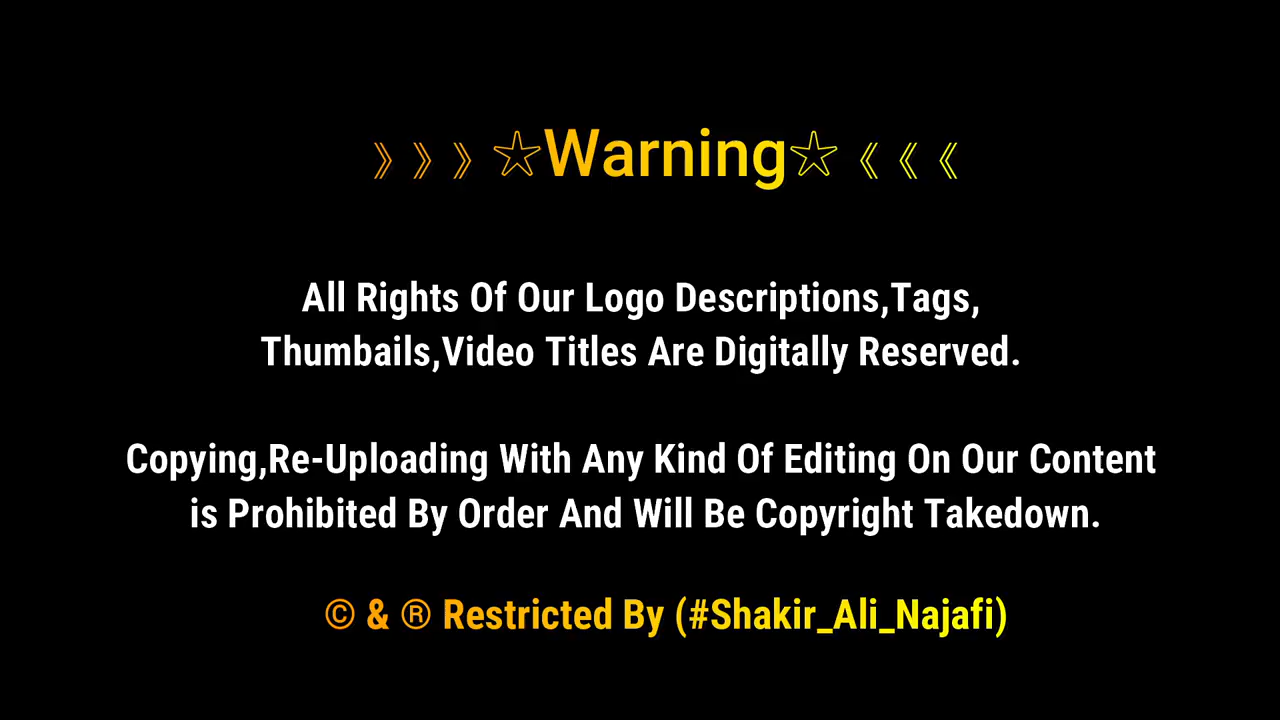 》》》☆Warning☆《《《
All Rights Of Our Logo Descriptions,Tags,
Thumbails,Video Titles Are Digitally Reserved.
Copying,Re-Uploading With Any Kind Of Editing On Our Content
is Prohibited By Order And Will Be Copyright Takedown.
© & ® Restricted By (#Shakir_Ali_Najafi)